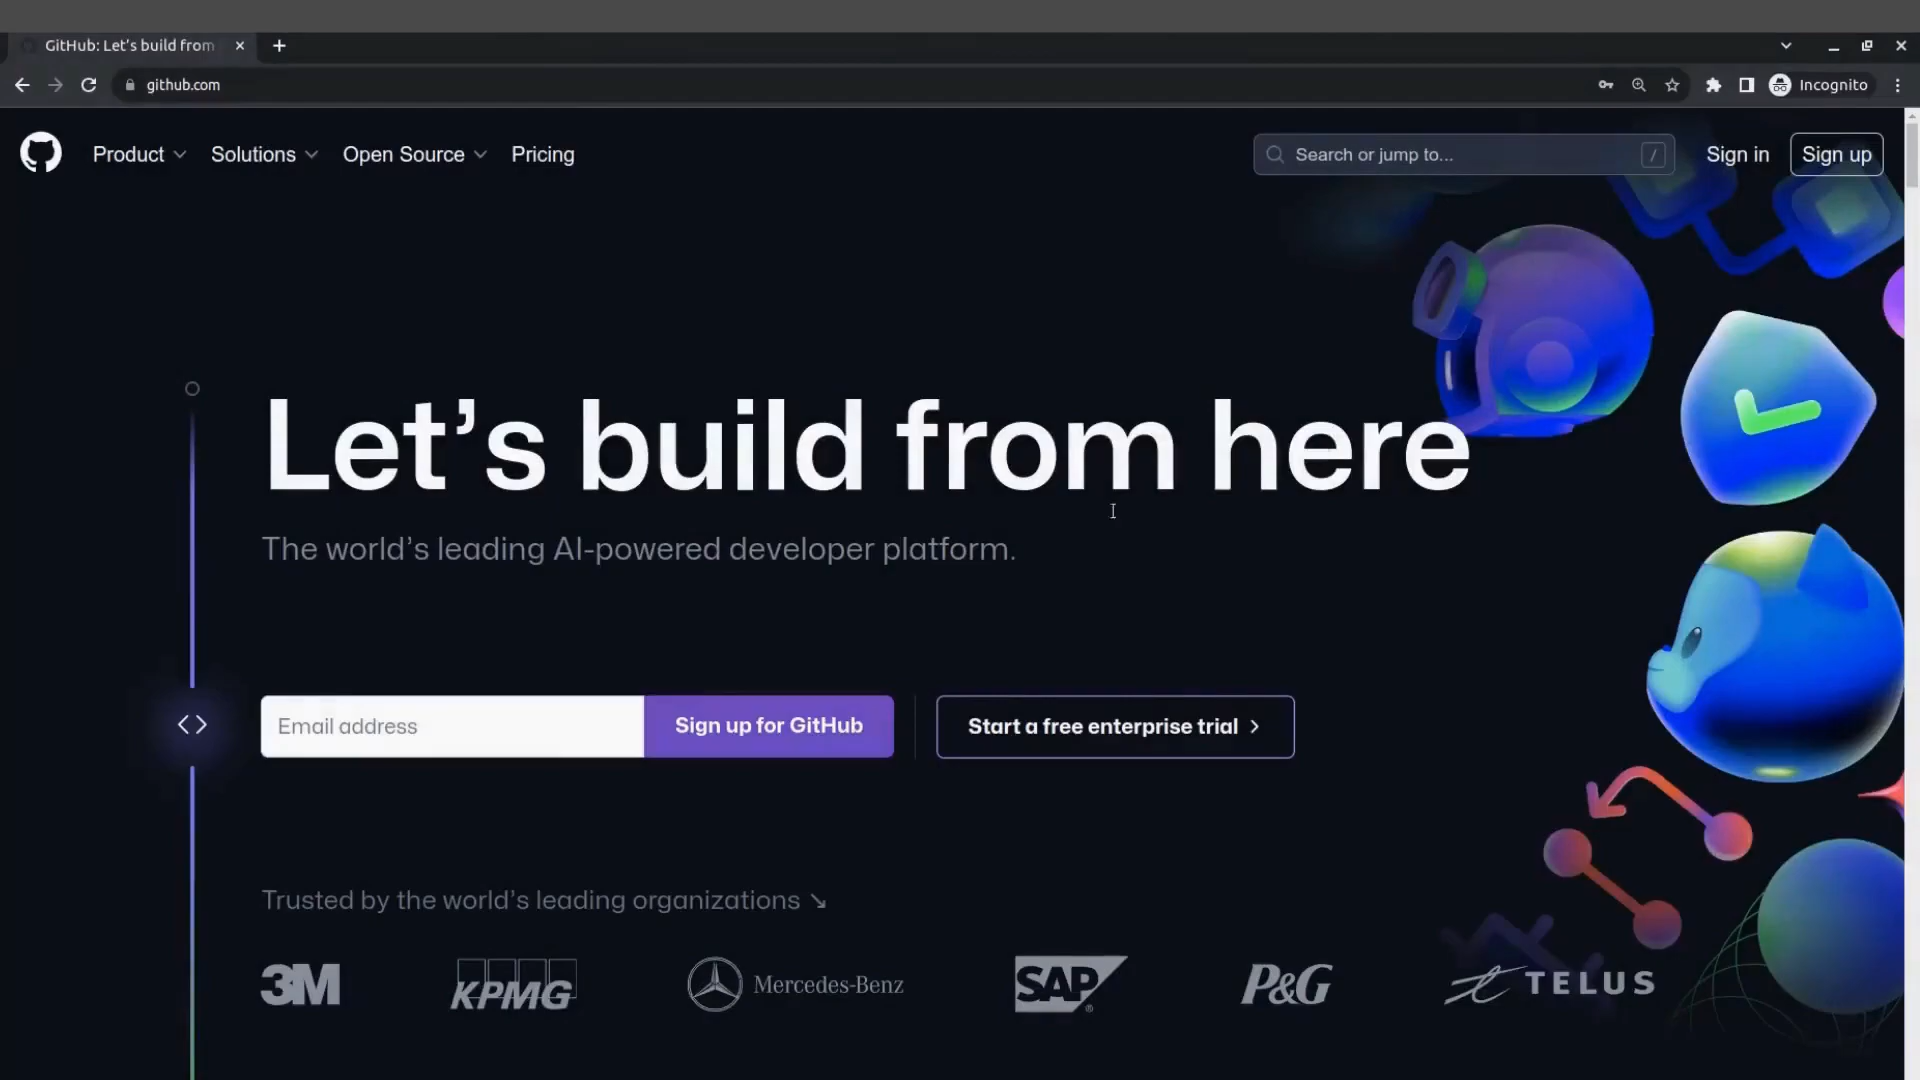 GitHub: Let's build from
github.com
Incognito
Product
Solutions
Open Source
Pricing
Search or jump to...
/
Sign in
Sign up
Let’s build from here
The world’s leading AI-powered developer platform.
Email address
Sign up for GitHub
Start a free enterprise trial
Trusted by the world’s leading organizations
3M
KPMG
Mercedes-Benz
SAP
P&G
TELUS